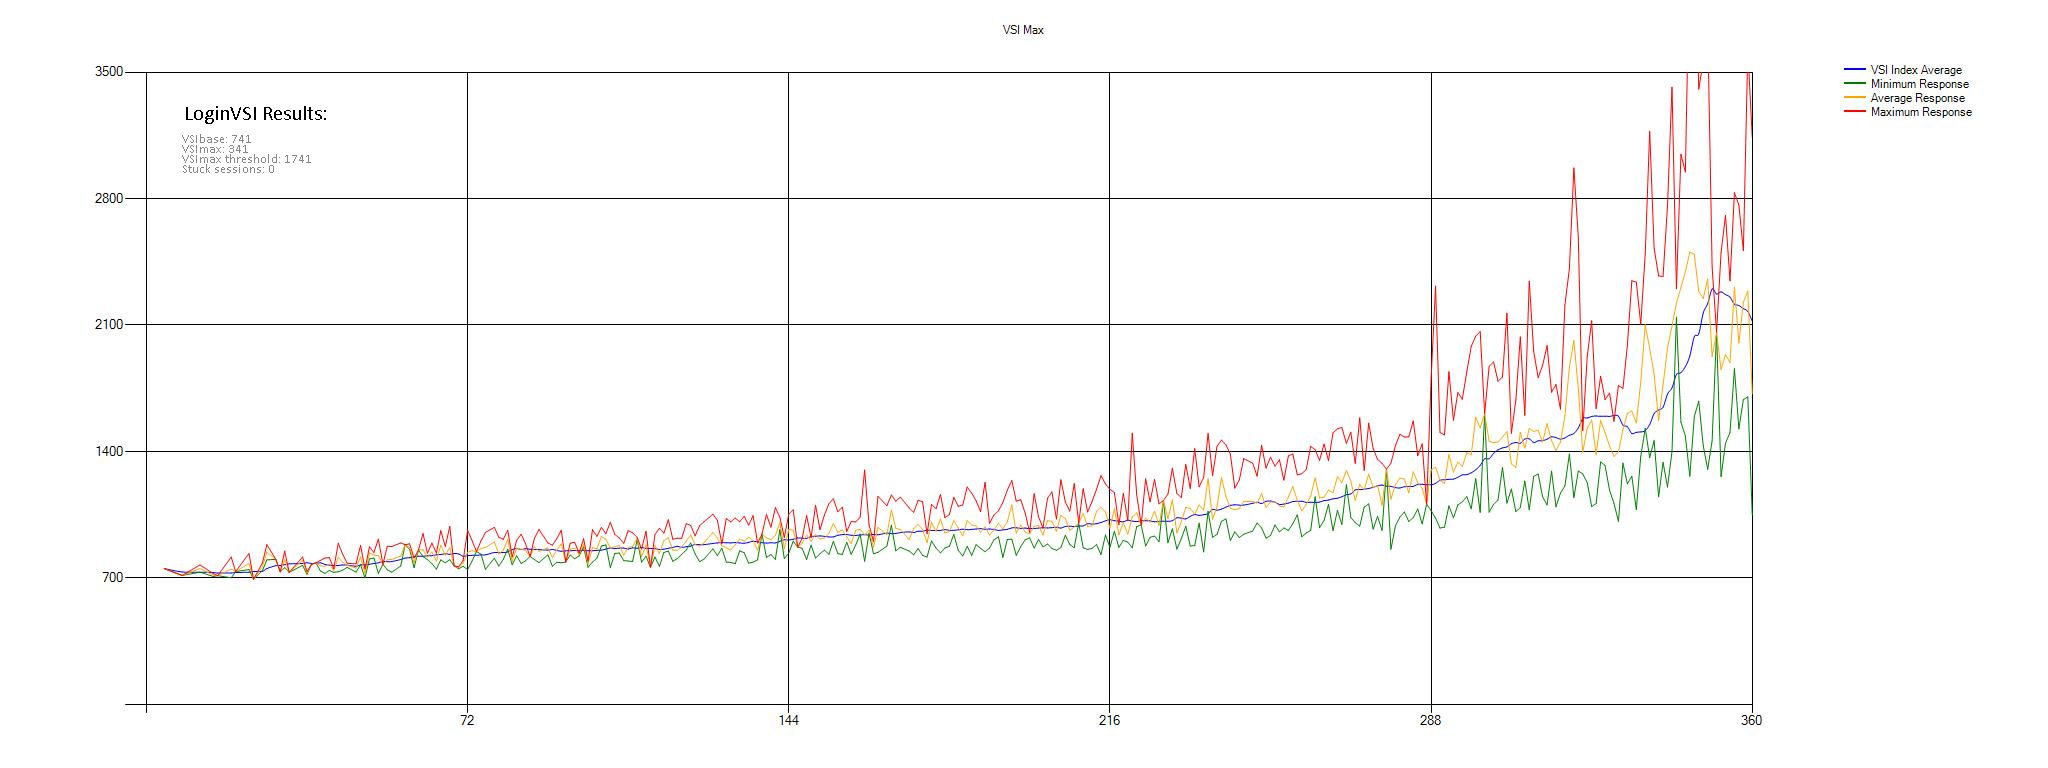 VSI Max
3500
2800
2100
1400
700
72
144
216
288
360
LoginVSI Results:
VSIbase: 741
VSImax: 341
VSImax threshold: 1741
Stuck sessions: 0
VSI Index Average
Minimum Response
Average Response
Maximum Response